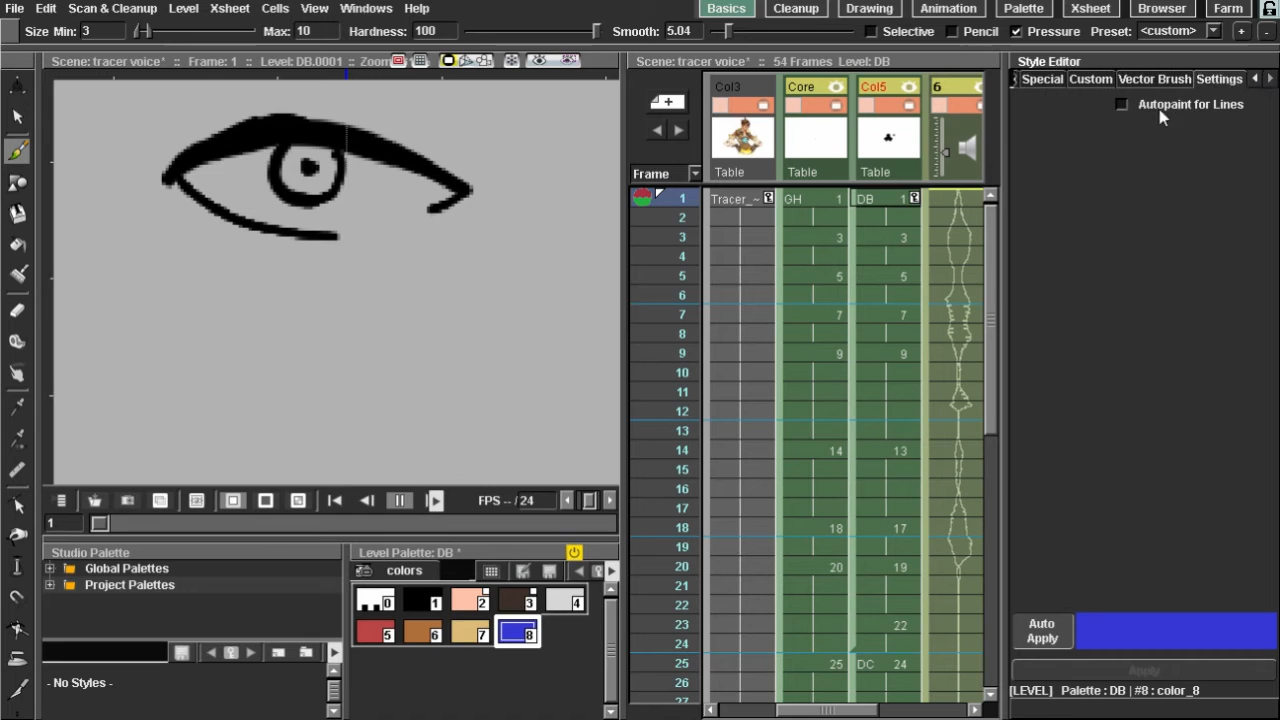 File Edit Scan & Cleanup Level Xsheet Cells View Windows Help Basics Cleanup Drawing Animation Palette Xsheet Browser Farm
Size Min: 3 Max: 10 Hardness: 100 Smooth: 5.04 Selective Pencil Pressure Preset: <custom> + -
Scene: tracer voice* :: Frame: 1 :: Level: DB.0001 :: Zoom
Scene: tracer voice* :: 54 Frames Level: DB
Style Editor
Special Custom Vector Brush Settings
Autopaint for Lines
Col3 Core Col5 6
Table Table Table
Frame
1 Tracer_~ GH 1 DB 1
2
3 3 3
4
5 5 5
6
7 7 7
8
9 9 9
10
11
12
13
14 14 13
15
16
17
18 18 17
19
20 20 19
21
22
23 22
24
25 25 DC 24
26
27
FPS -- /24
1
Studio Palette
Global Palettes
Project Palettes
- No Styles -
Level Palette: DB *
colors
0 1 2 3 4
5 6 7 8
Auto Apply
Apply
[LEVEL] Palette : DB | #8 : color_8